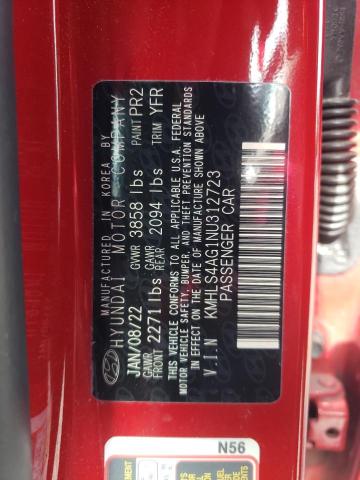 MANUFACTURED IN KOREA BY
HYUNDAI MOTOR COMPANY
JAN/08/22 GVWR 3858 lbs PAINT PR2
GAWR FRONT 2271 lbs GAWR REAR 2094 lbs TRIM YFR
THIS VEHICLE CONFORMS TO ALL APPLICABLE U.S.A. FEDERAL
MOTOR VEHICLE SAFETY, BUMPER, AND THEFT PREVENTION STANDARDS
IN EFFECT ON THE DATE OF MANUFACTURE SHOWN ABOVE
V.I.N KMHLS4AG1NU312723
PASSENGER CAR
N56